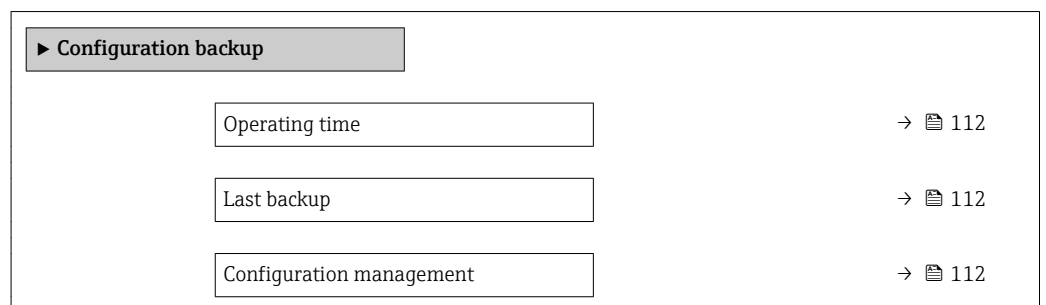 ► Configuration backup
Operating time → 112
Last backup → 112
Configuration management → 112